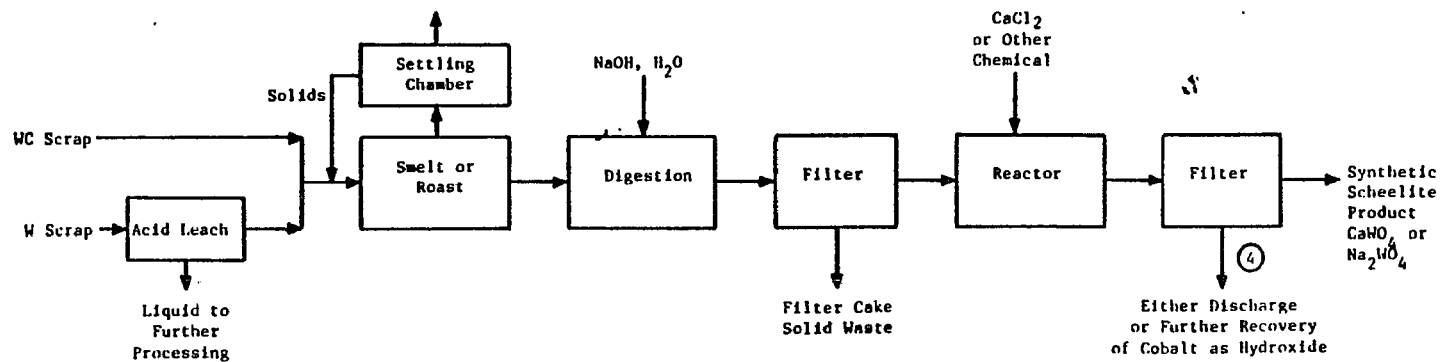 CaCl2
or Other
Chemical
Settling
Chamber
NaOH, H2O
Solids
WC Scrap
Smelt or
Roast
Digestion
Filter
Reactor
Filter
Synthetic
Scheelite
Product
CaWO4 or
Na2WO4
W Scrap
Acid Leach
4
Liquid to
Further
Processing
Filter Cake
Solid Waste
Either Discharge
or Further Recovery
of Cobalt as Hydroxide